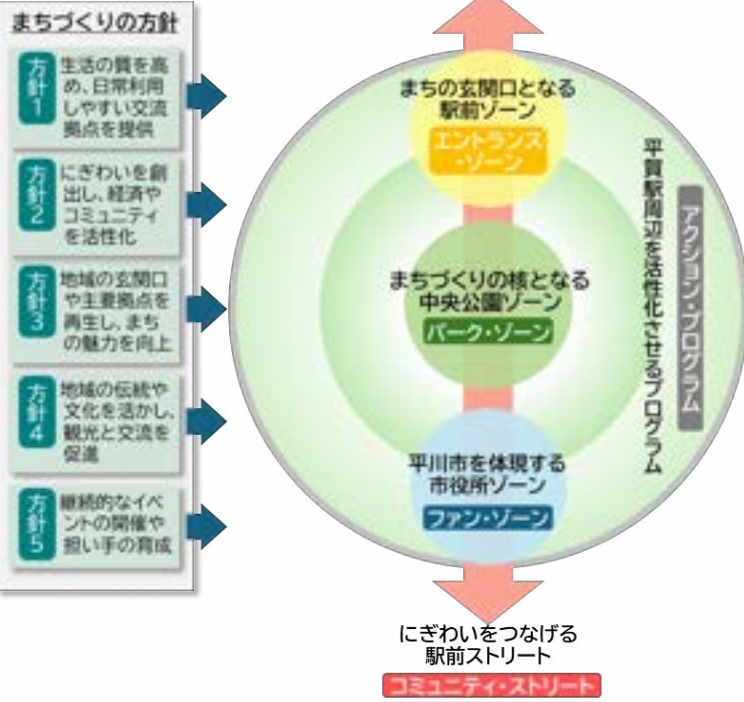 まちづくりの方針
方針1
生活の質を高
め、日常利用
しやすい交流
拠点を提供
方針2
にぎわいを創
出し、経済や
コミュニティ
を活性化
方針3
地域の玄関口
や主要拠点を
再生し、まち
の魅力を向上
方針4
地域の伝統や
文化を活かし、
観光と交流を
促進
方針5
継続的なイベ
ントの開催や
担い手の育成
まちの玄関口となる
駅前ゾーン
エントランス
・ゾーン
まちづくりの核となる
中央公園ゾーン
パーク・ゾーン
平川市を体現する
市役所ゾーン
ファン・ゾーン
アクション・プログラム
平賀駅周辺を活性化させるプログラム
にぎわいをつなげる
駅前ストリート
コミュニティ・ストリート